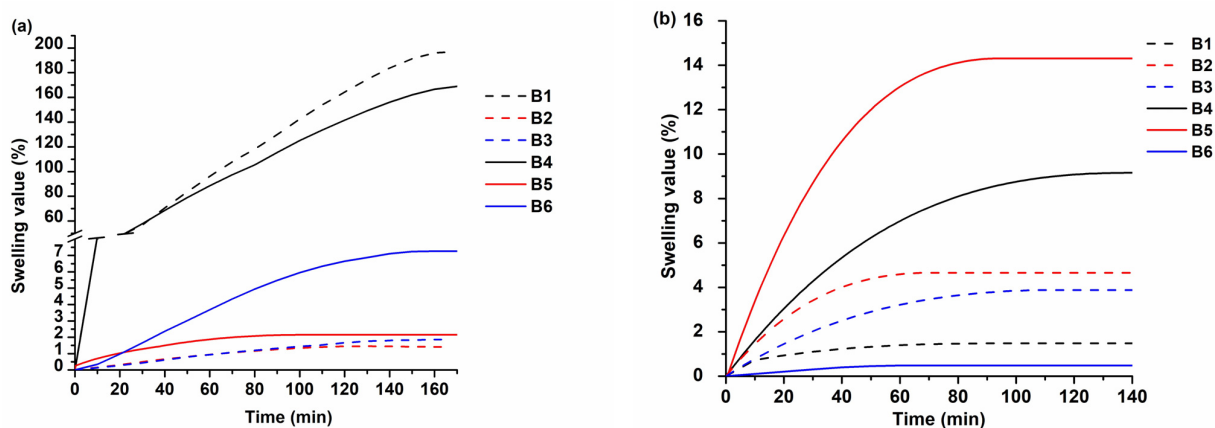 (a)
200
180
160
140
120
100
80
60
7
6
5
4
3
2
1
0
Swelling value (%)
0 20 40 60 80 100 120 140 160
Time (min)
B1
B2
B3
B4
B5
B6
(b)
16
14
12
10
8
6
4
2
0
Swelling value (%)
0 20 40 60 80 100 120 140
Time (min)
B1
B2
B3
B4
B5
B6